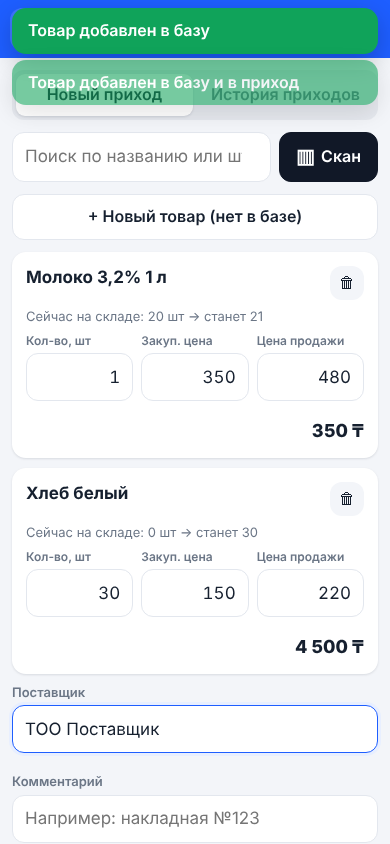 Товар добавлен в базу
Товар добавлен в базу и в приход
Новый приход
История приходов
Поиск по названию или ш
Скан
+ Новый товар (нет в базе)
Молоко 3,2% 1 л
Сейчас на складе: 20 шт → станет 21
Кол-во, шт
Закуп. цена
Цена продажи
1
350
480
350 ₸
Хлеб белый
Сейчас на складе: 0 шт → станет 30
Кол-во, шт
Закуп. цена
Цена продажи
30
150
220
4 500 ₸
Поставщик
ТОО Поставщик
Комментарий
Например: накладная №123